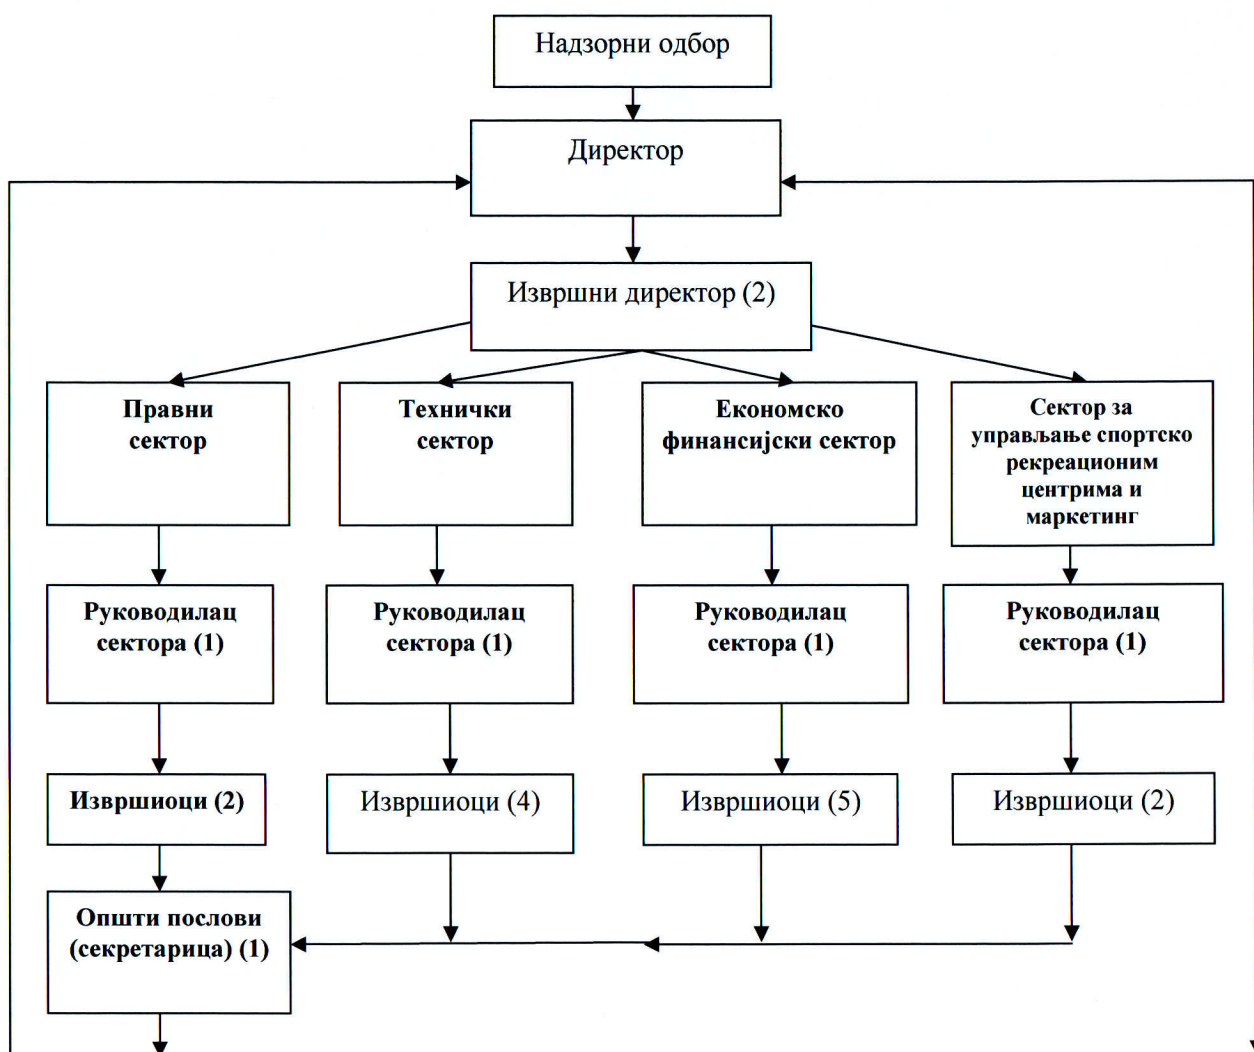 Надзорни одбор
Директор
Извршни директор (2)
Правни
сектор
Технички
сектор
Економско
финансијски сектор
Сектор за
управљање спортско
рекреационим
центрима и
маркетинг
Руководилац
сектора (1)
Руководилац
сектора (1)
Руководилац
сектора (1)
Руководилац
сектора (1)
Извршиоци (2)
Извршиоци (4)
Извршиоци (5)
Извршиоци (2)
Општи послови
(секретарица) (1)